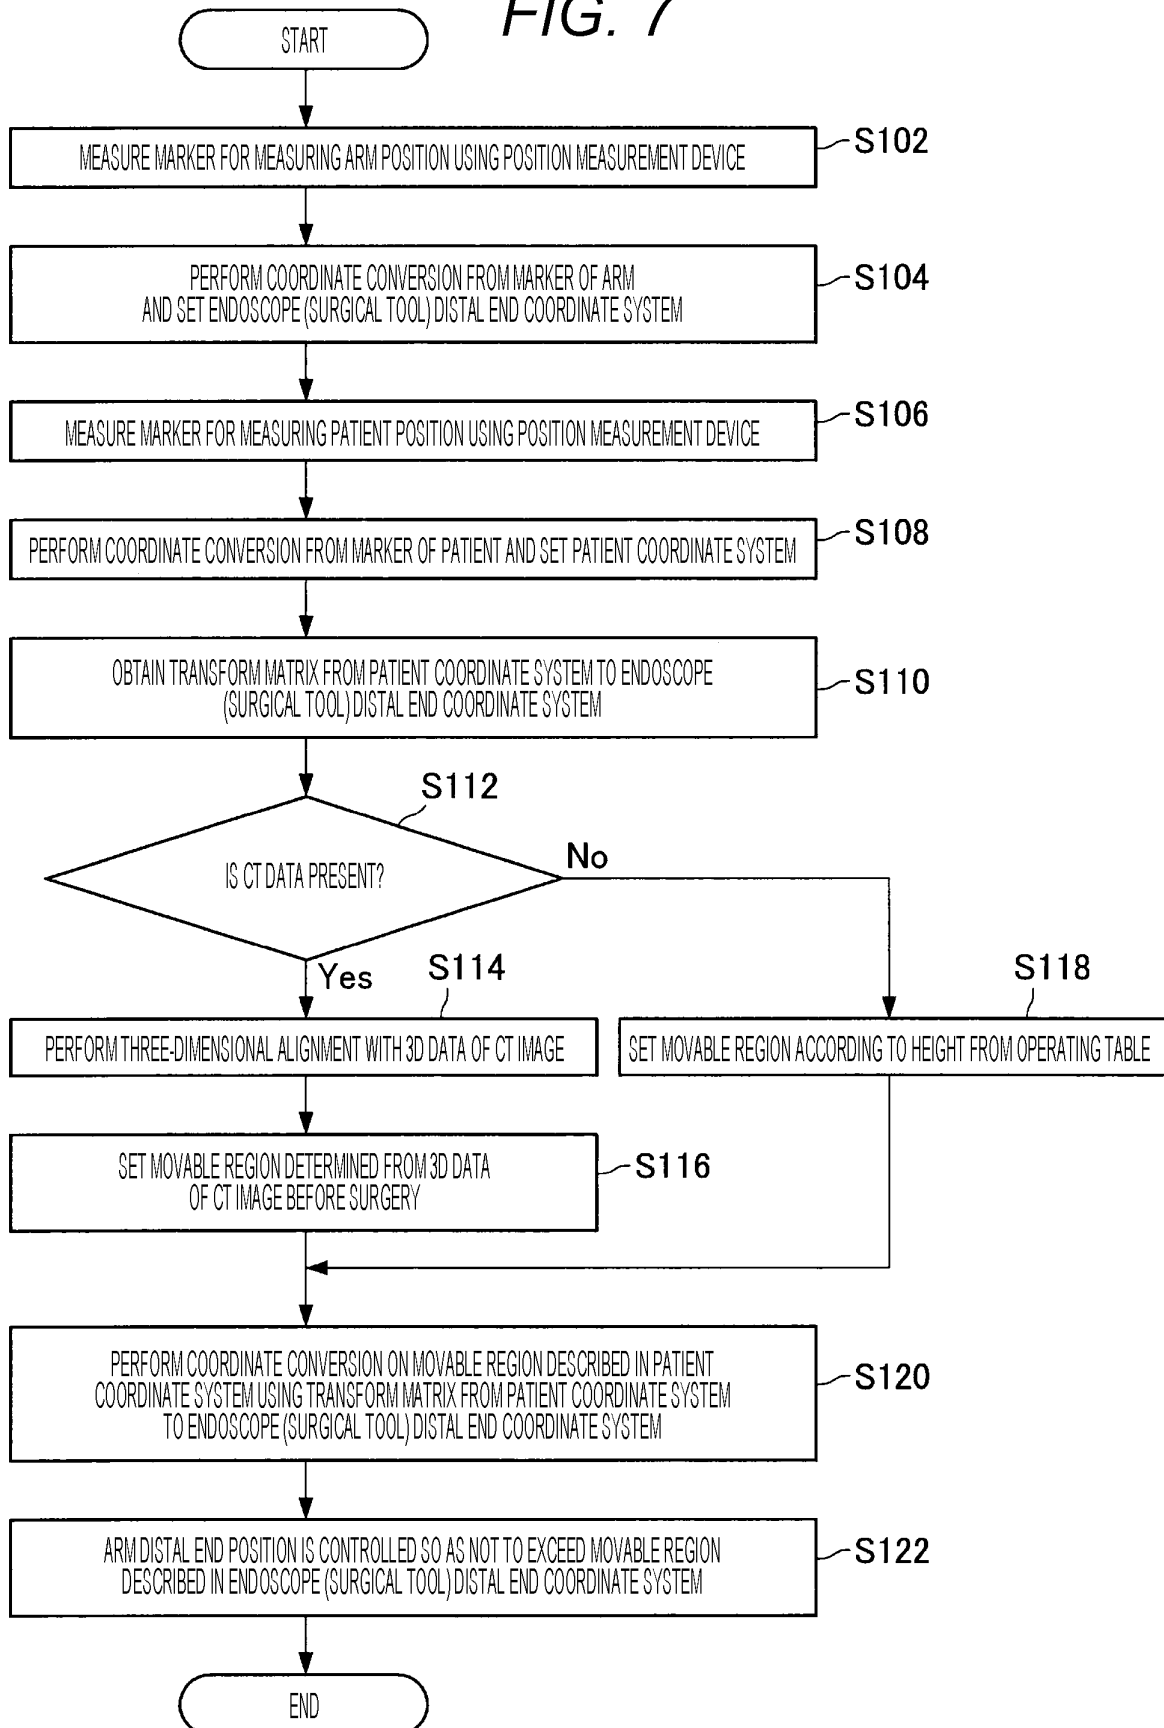 FIG. 7
START
MEASURE MARKER FOR MEASURING ARM POSITION USING POSITION MEASUREMENT DEVICE
S102
PERFORM COORDINATE CONVERSION FROM MARKER OF ARM
AND SET ENDOSCOPE (SURGICAL TOOL) DISTAL END COORDINATE SYSTEM
S104
MEASURE MARKER FOR MEASURING PATIENT POSITION USING POSITION MEASUREMENT DEVICE
S106
PERFORM COORDINATE CONVERSION FROM MARKER OF PATIENT AND SET PATIENT COORDINATE SYSTEM
S108
OBTAIN TRANSFORM MATRIX FROM PATIENT COORDINATE SYSTEM TO ENDOSCOPE
(SURGICAL TOOL) DISTAL END COORDINATE SYSTEM
S110
S112
IS CT DATA PRESENT?
No
Yes
S114
PERFORM THREE-DIMENSIONAL ALIGNMENT WITH 3D DATA OF CT IMAGE
S118
SET MOVABLE REGION ACCORDING TO HEIGHT FROM OPERATING TABLE
SET MOVABLE REGION DETERMINED FROM 3D DATA
OF CT IMAGE BEFORE SURGERY
S116
PERFORM COORDINATE CONVERSION ON MOVABLE REGION DESCRIBED IN PATIENT
COORDINATE SYSTEM USING TRANSFORM MATRIX FROM PATIENT COORDINATE SYSTEM
TO ENDOSCOPE (SURGICAL TOOL) DISTAL END COORDINATE SYSTEM
S120
ARM DISTAL END POSITION IS CONTROLLED SO AS NOT TO EXCEED MOVABLE REGION
DESCRIBED IN ENDOSCOPE (SURGICAL TOOL) DISTAL END COORDINATE SYSTEM
S122
END